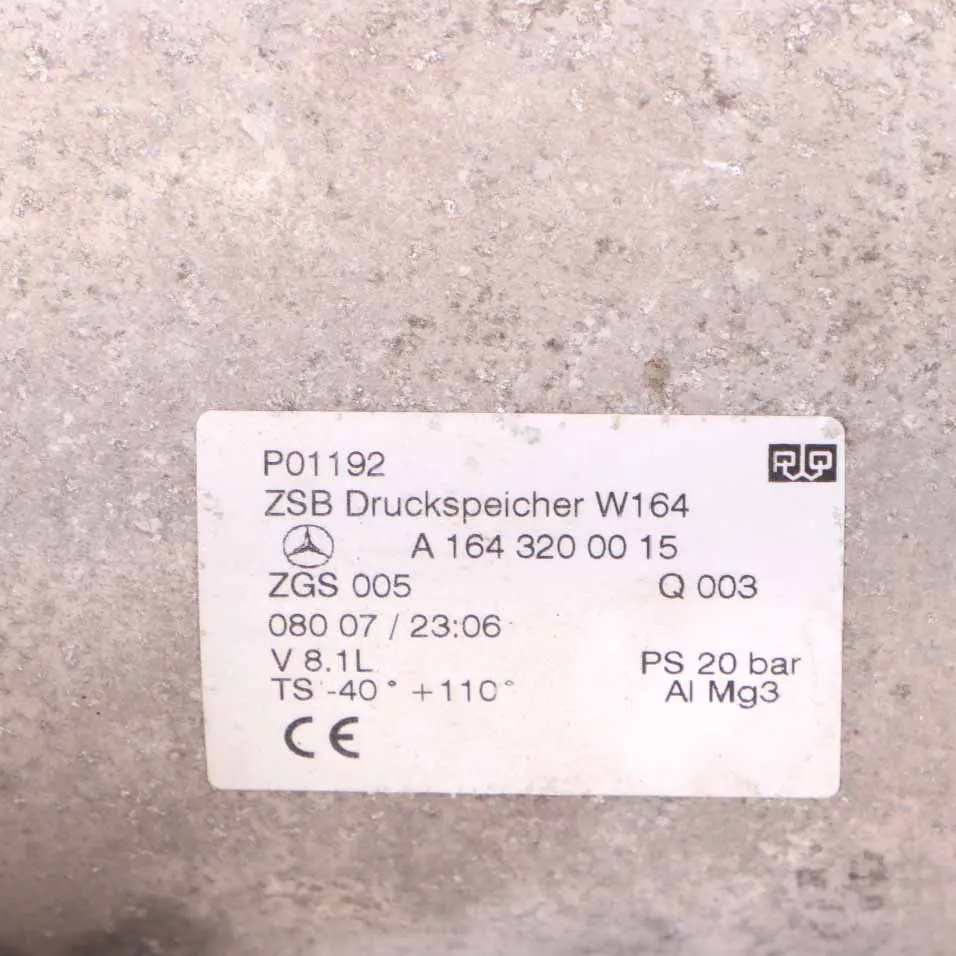 P01192
ZSB Druckspeicher W164
A 164 320 00 15
ZGS 005 Q 003
080 07 / 23:06
V 8.1L PS 20 bar
TS -40° +110° Al Mg3
CE